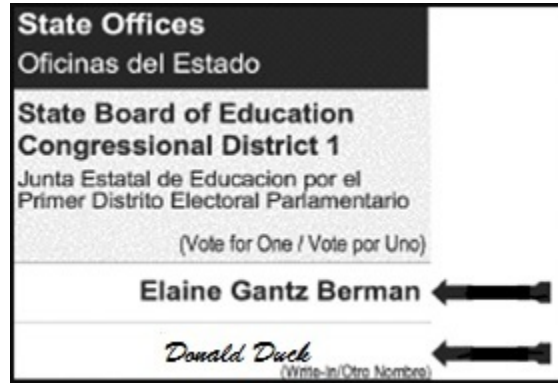 State Offices
Oficinas del Estado
State Board of Education
Congressional District 1
Junta Estatal de Educacion por el
Primer Distrito Electoral Parlamentario
(Vote for One / Vote por Uno)
Elaine Gantz Berman
Donald Duck
(Write-In/Otro Nombre)